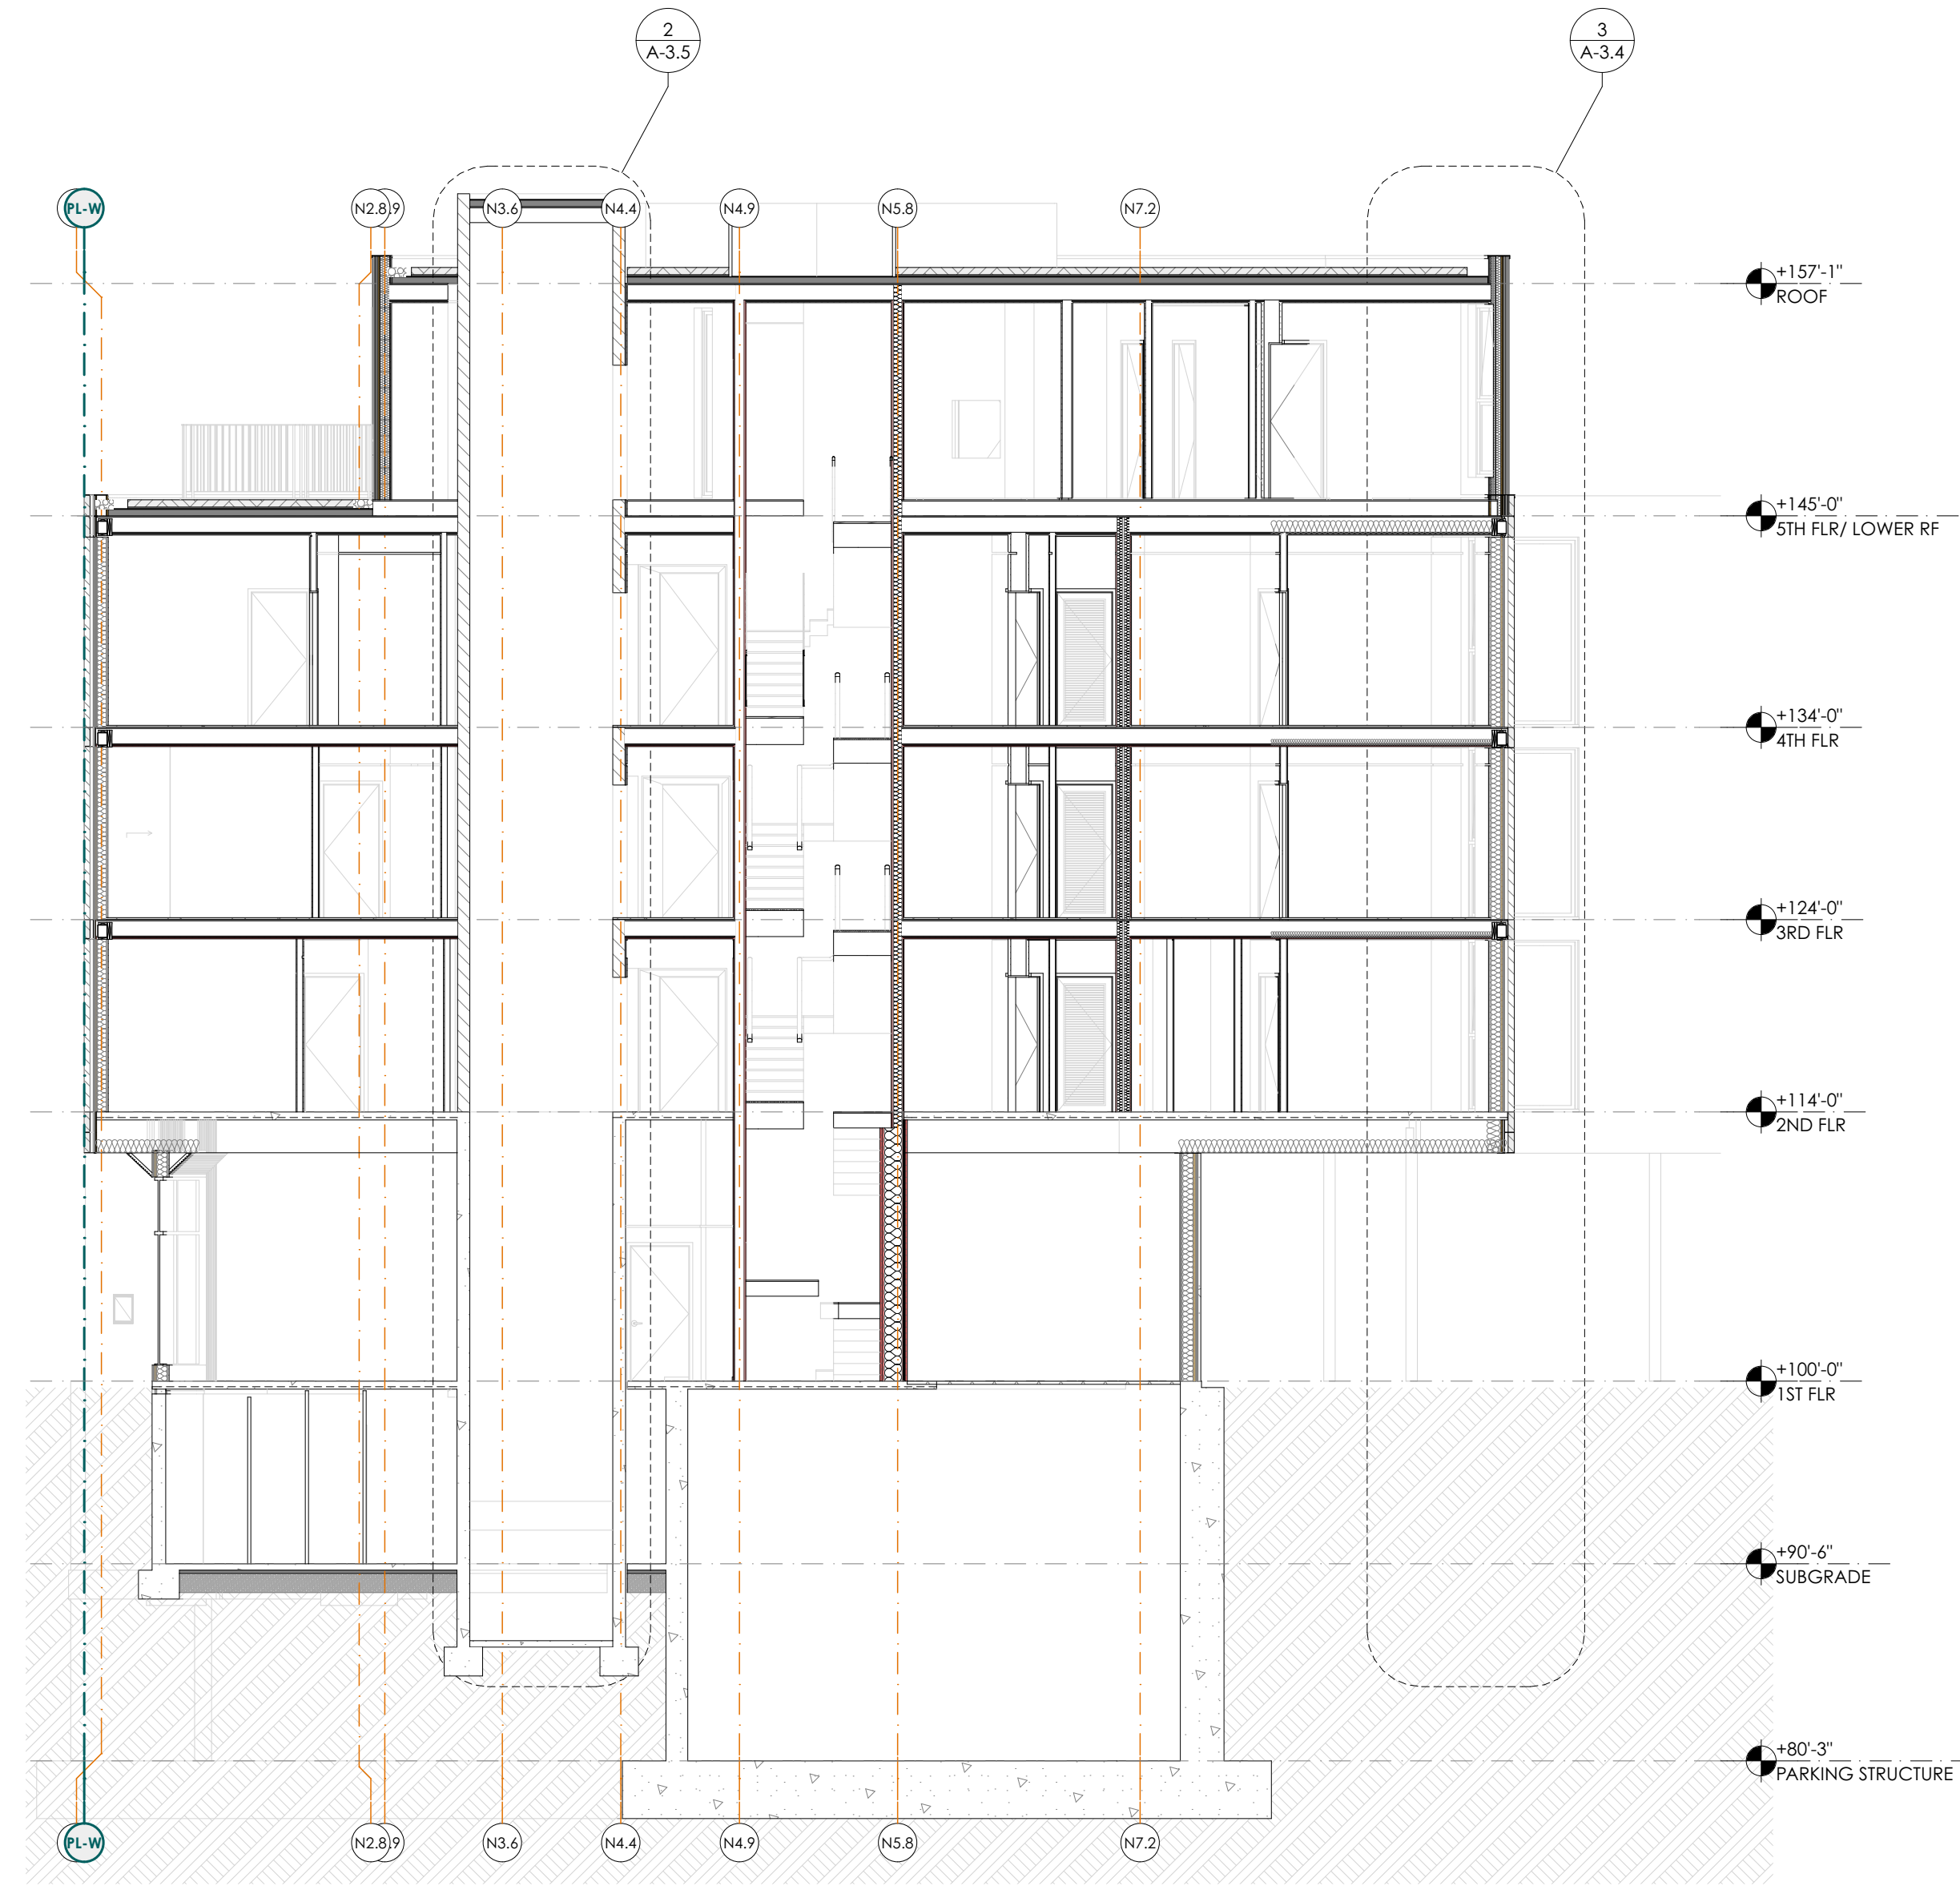 2
A-3.5
3
A-3.4
PL-W
N2.8
.9
N3.6
N4.4
N4.9
N5.8
N7.2
+157'-1"
ROOF
+145'-0"
5TH FLR/ LOWER RF
+134'-0"
4TH FLR
+124'-0"
3RD FLR
+114'-0"
2ND FLR
+100'-0"
1ST FLR
+90'-6"
SUBGRADE
+80'-3"
PARKING STRUCTURE
PL-W
N2.8
.9
N3.6
N4.4
N4.9
N5.8
N7.2